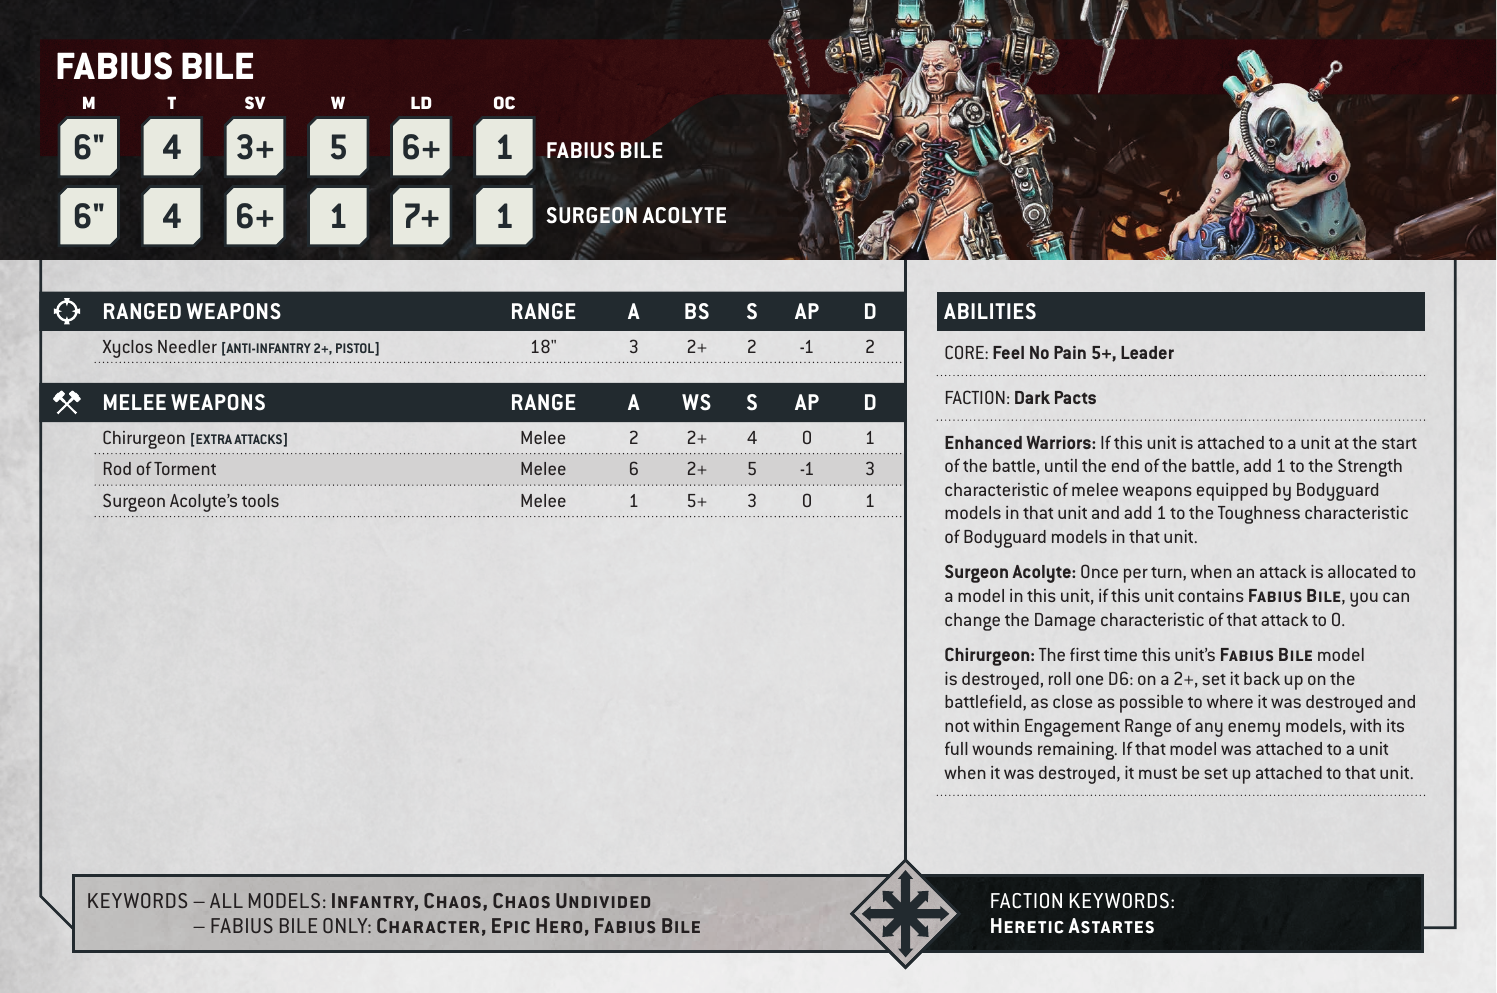 FABIUS BILE
M T SV W LD OC
6" 4 3+ 5 6+ 1 FABIUS BILE
6" 4 6+ 1 7+ 1 SURGEON ACOLYTE
RANGED WEAPONS RANGE A BS S AP D
Xyclos Needler [ANTI-INFANTRY 2+, PISTOL] 18" 3 2+ 2 -1 2
MELEE WEAPONS RANGE A WS S AP D
Chirurgeon [EXTRA ATTACKS] Melee 2 2+ 4 0 1
Rod of Torment Melee 6 2+ 5 -1 3
Surgeon Acolyte's tools Melee 1 5+ 3 0 1
ABILITIES
CORE: Feel No Pain 5+, Leader
FACTION: Dark Pacts
Enhanced Warriors: If this unit is attached to a unit at the start
of the battle, until the end of the battle, add 1 to the Strength
characteristic of melee weapons equipped by Bodyguard
models in that unit and add 1 to the Toughness characteristic
of Bodyguard models in that unit.
Surgeon Acolyte: Once per turn, when an attack is allocated to
a model in this unit, if this unit contains FABIUS BILE, you can
change the Damage characteristic of that attack to 0.
Chirurgeon: The first time this unit's FABIUS BILE model
is destroyed, roll one D6: on a 2+, set it back up on the
battlefield, as close as possible to where it was destroyed and
not within Engagement Range of any enemy models, with its
full wounds remaining. If that model was attached to a unit
when it was destroyed, it must be set up attached to that unit.
KEYWORDS – ALL MODELS: INFANTRY, CHAOS, CHAOS UNDIVIDED
– FABIUS BILE ONLY: CHARACTER, EPIC HERO, FABIUS BILE
FACTION KEYWORDS:
HERETIC ASTARTES